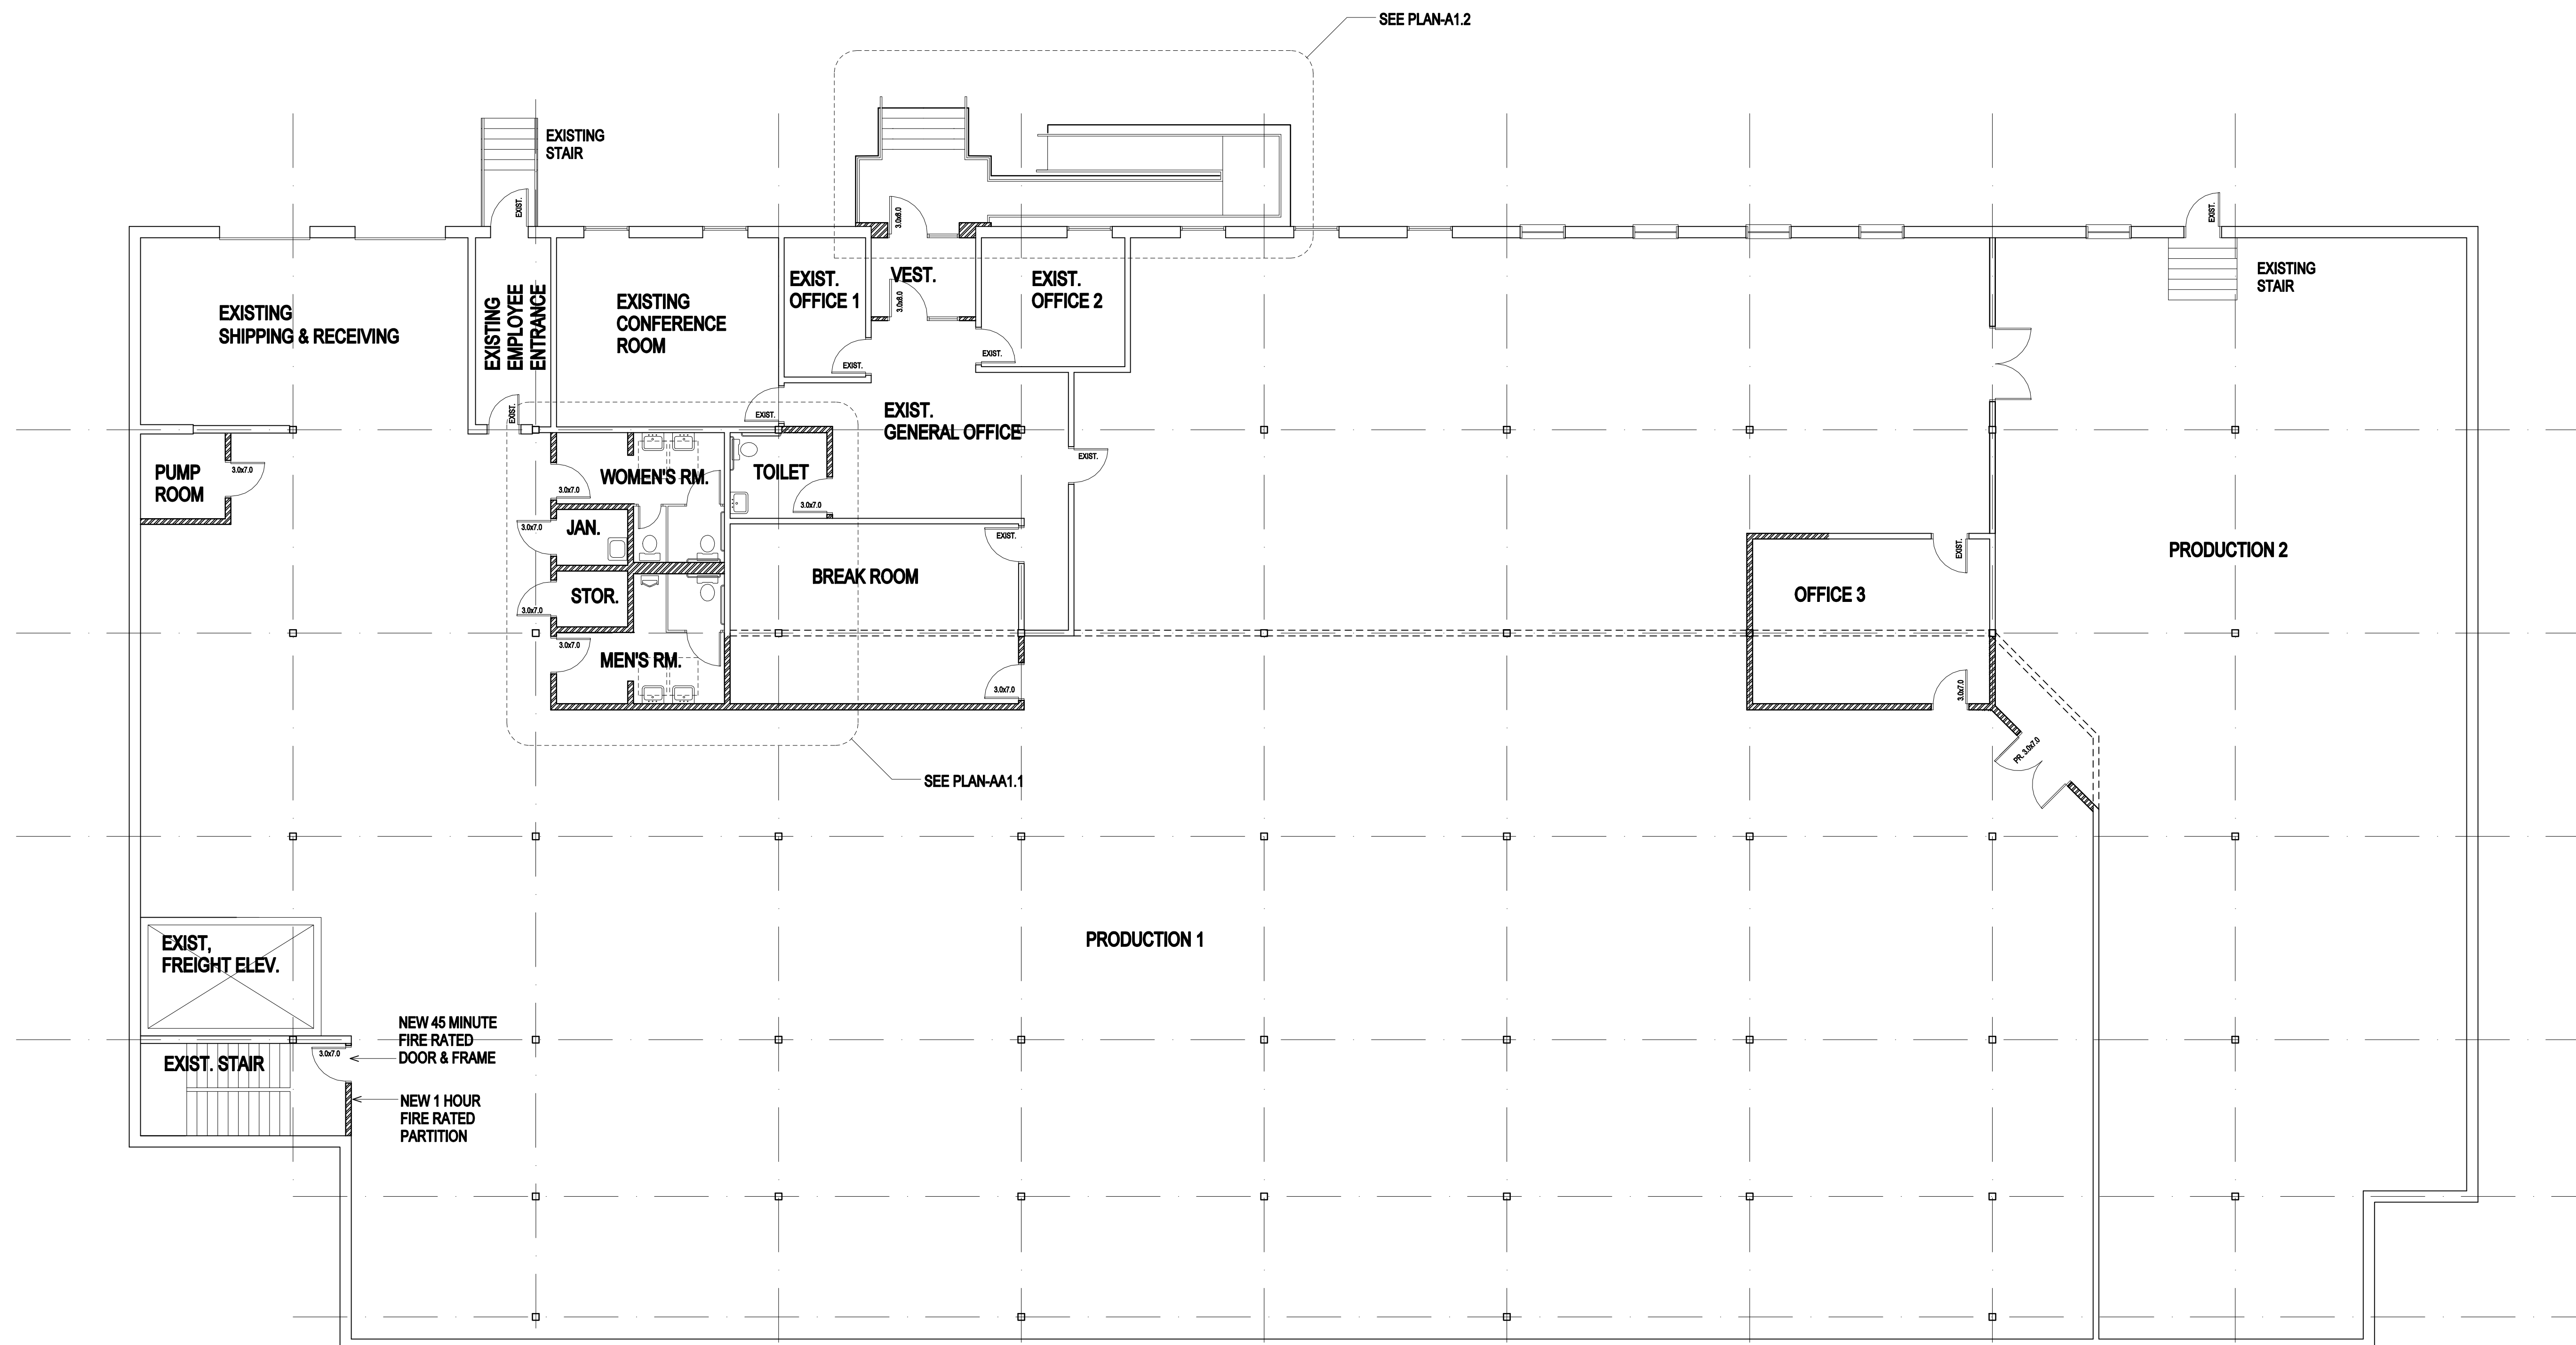 SEE PLAN-A1.2
EXISTING
STAIR
EXIST.
3.0x8.0
EXIST.
EXISTING
SHIPPING & RECEIVING
EXISTING
EMPLOYEE
ENTRANCE
EXISTING
CONFERENCE
ROOM
EXIST.
OFFICE 1
VEST.
3.0x8.0
EXIST.
OFFICE 2
EXISTING
STAIR
EXIST.
EXIST.
EXIST.
EXIST.
EXIST.
GENERAL OFFICE
EXIST.
PUMP
ROOM
3.0x7.0
WOMEN'S RM.
3.0x7.0
TOILET
3.0x7.0
JAN.
3.0x7.0
EXIST.
EXIST.
PRODUCTION 2
BREAK ROOM
STOR.
3.0x7.0
OFFICE 3
3.0x7.0
MEN'S RM.
3.0x7.0
3.0x7.0
PR. 3.0x7.0
SEE PLAN-AA1.1
PRODUCTION 1
EXIST,
FREIGHT ELEV.
NEW 45 MINUTE
FIRE RATED
DOOR & FRAME
3.0x7.0
EXIST. STAIR
NEW 1 HOUR
FIRE RATED
PARTITION